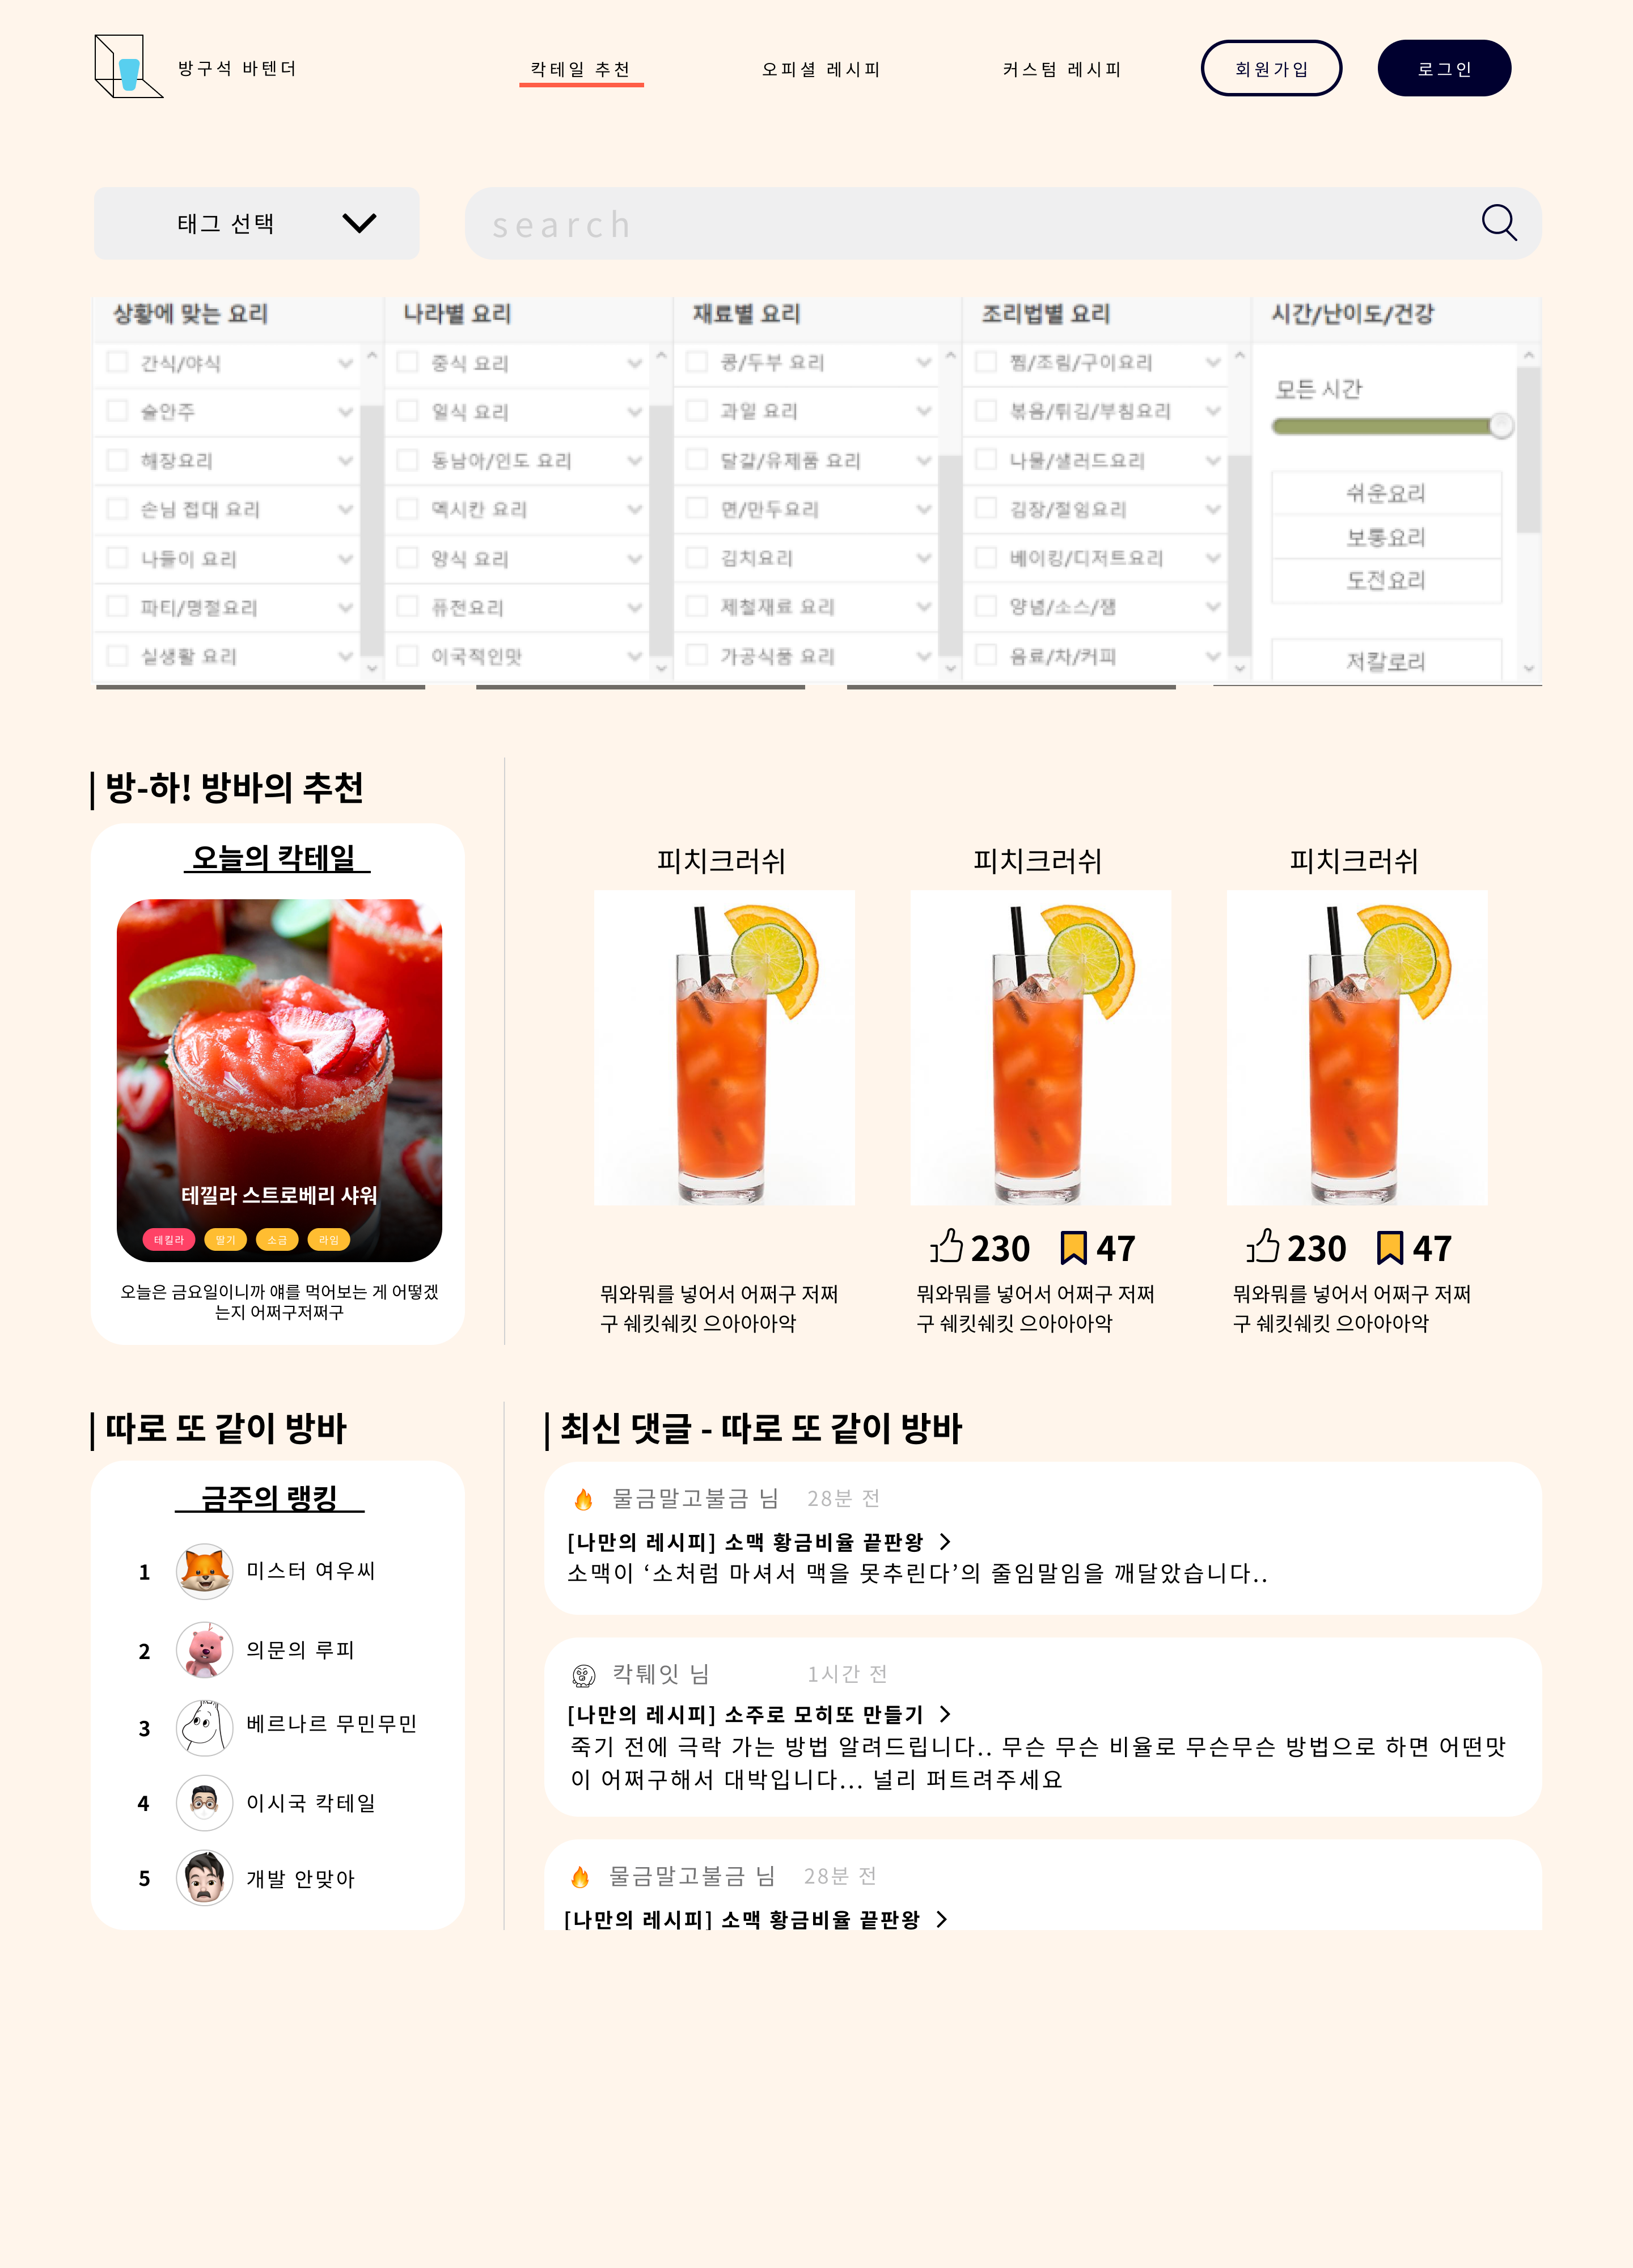 방구석 바텐더
칵테일 추천
오피셜 레시피
커스텀 레시피
회원가입
로그인
태그 선택
search
상황에 맞는 요리
나라별 요리
재료별 요리
조리법별 요리
시간/난이도/건강
간식/야식
중식 요리
콩/두부 요리
찜/조림/구이요리
모든 시간
술안주
일식 요리
과일 요리
볶음/튀김/부침요리
해장요리
동남아/인도 요리
달걀/유제품 요리
나물/샐러드요리
쉬운요리
손님 접대 요리
멕시칸 요리
면/만두요리
김장/절임요리
보통요리
나들이 요리
양식 요리
김치요리
베이킹/디저트요리
도전요리
파티/명절요리
퓨전요리
제철재료 요리
양념/소스/잼
실생활 요리
이국적인맛
가공식품 요리
음료/차/커피
저칼로리
| 방-하! 방바의 추천
오늘의 칵테일
테낄라 스트로베리 샤워
테킬라
딸기
소금
라임
오늘은 금요일이니까 얘를 먹어보는 게 어떻겠
는지 어쩌구저쩌구
피치크러쉬
피치크러쉬
피치크러쉬
230
47
230
47
뭐와뭐를 넣어서 어쩌구 저쩌
구 쉐킷쉐킷 으아아아악
뭐와뭐를 넣어서 어쩌구 저쩌
구 쉐킷쉐킷 으아아아악
뭐와뭐를 넣어서 어쩌구 저쩌
구 쉐킷쉐킷 으아아아악
| 따로 또 같이 방바
금주의 랭킹
1 미스터 여우씨
2 의문의 루피
3 베르나르 무민무민
4 이시국 칵테일
5 개발 안맞아
| 최신 댓글 - 따로 또 같이 방바
물금말고불금 님 28분 전
[나만의 레시피] 소맥 황금비율 끝판왕 >
소맥이 ‘소처럼 마셔서 맥을 못추린다’의 줄임말임을 깨달았습니다..
칵퉤잇 님 1시간 전
[나만의 레시피] 소주로 모히또 만들기 >
죽기 전에 극락 가는 방법 알려드립니다.. 무슨 무슨 비율로 무슨무슨 방법으로 하면 어떤맛
이 어쩌구해서 대박입니다... 널리 퍼트려주세요
물금말고불금 님 28분 전
[나만의 레시피] 소맥 황금비율 끝판왕 >